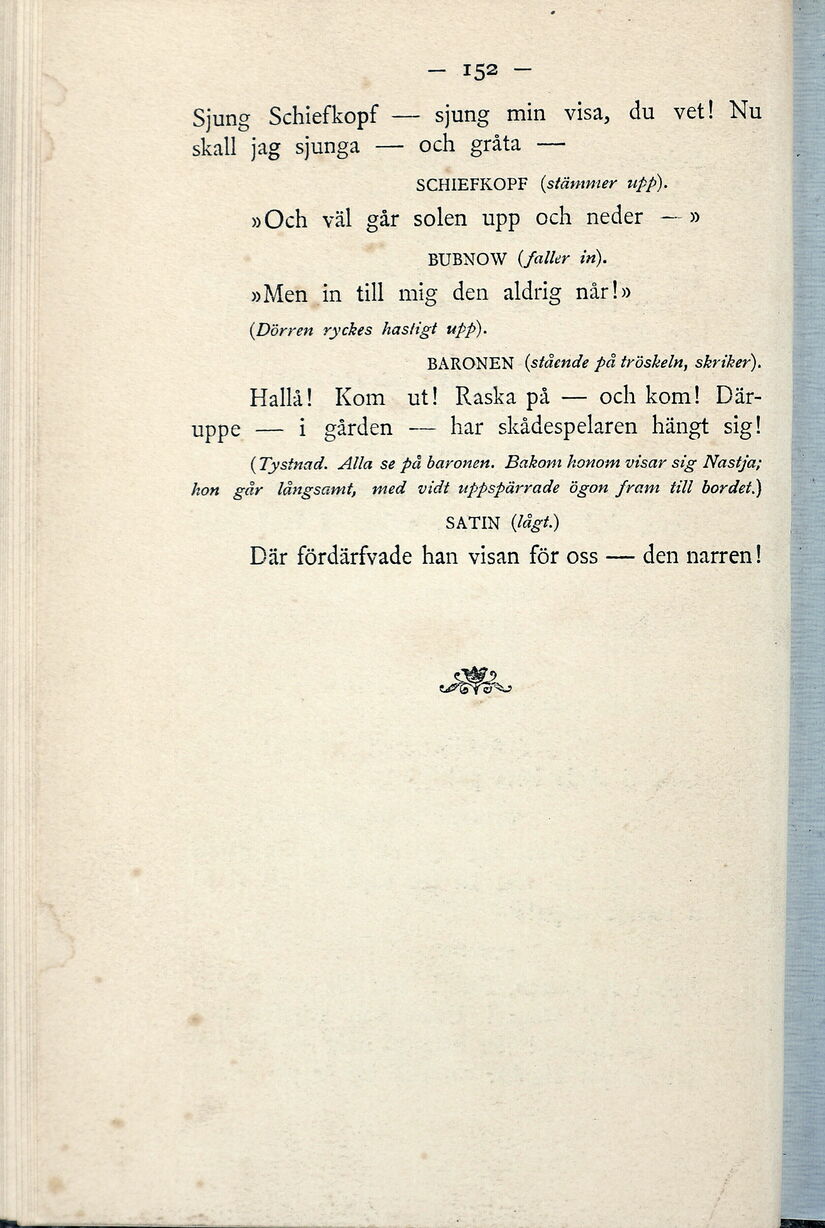 — 152 —
Sjung Schiefkopf — sjung min visa, du vet! Nu
skall jag sjunga — och gråta —
SCHIEFKOPF (stämmer upp).
»Och väl går solen upp och neder — »
BUBNOW (faller in).
»Men in till mig den aldrig når!»
(Dörren ryckes hastigt upp).
BARONEN (stående på tröskeln, skriker).
Hallå! Kom ut! Raska på — och kom! Där-
uppe — i gården — har skådespelaren hängt sig!
(Tystnad. Alla se på baronen. Bakom honom visar sig Nastja;
hon går långsamt, med vidt uppspärrade ögon fram till bordet.)
SATIN (lågt.)
Där fördärfvade han visan för oss — den narren!